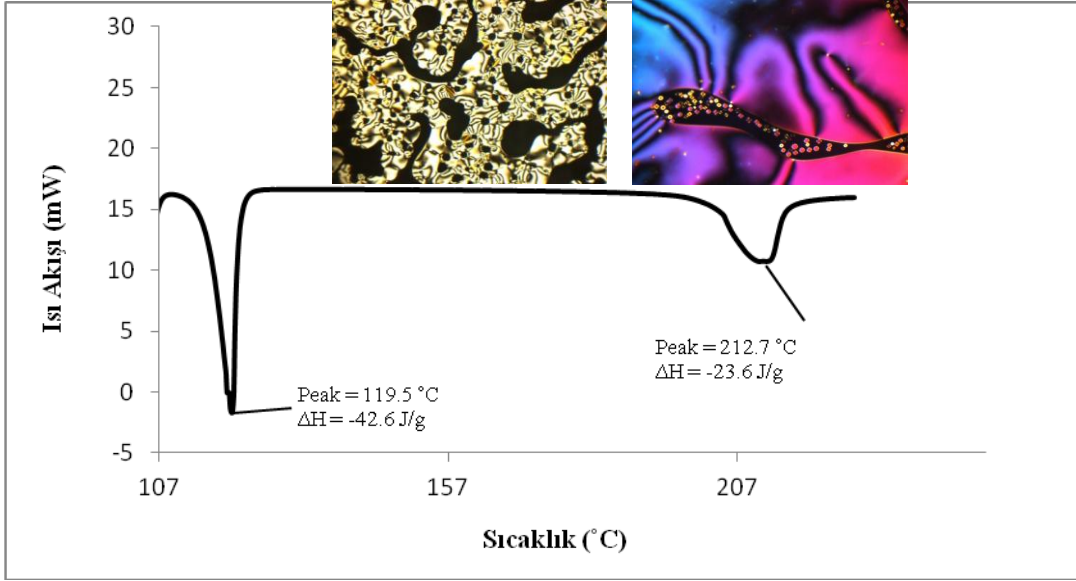 30
25
20
15
10
5
0
-5
Isı Akışı (mW)
Peak = 119.5 °C
ΔH = -42.6 J/g
Peak = 212.7 °C
ΔH = -23.6 J/g
107
157
207
Sıcaklık (°C)